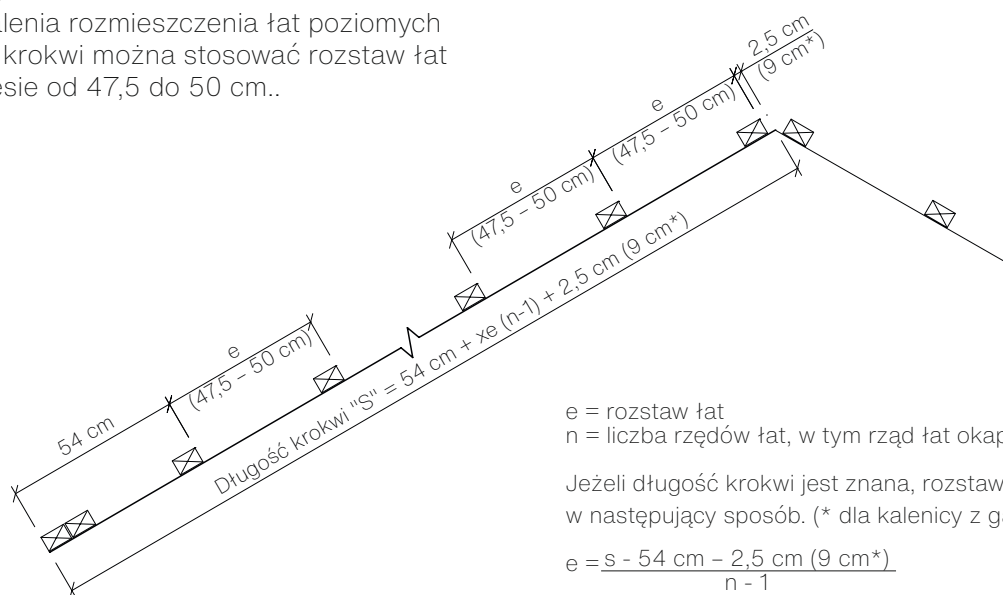 alenia rozmieszczenia łat poziomych
krokwi można stosować rozstaw łat
esie od 47,5 do 50 cm..
2,5 cm
(9 cm*)
e
(47,5 – 50 cm)
e
(47,5 – 50 cm)
e
(47,5 – 50 cm)
54 cm
Długość krokwi "S" = 54 cm + xe (n-1) + 2,5 cm (9 cm*)
e = rozstaw łat
n = liczba rzędów łat, w tym rząd łat okap
Jeżeli długość krokwi jest znana, rozstaw
w następujący sposób. (* dla kalenicy z ga
e = s - 54 cm – 2,5 cm (9 cm*)
n - 1